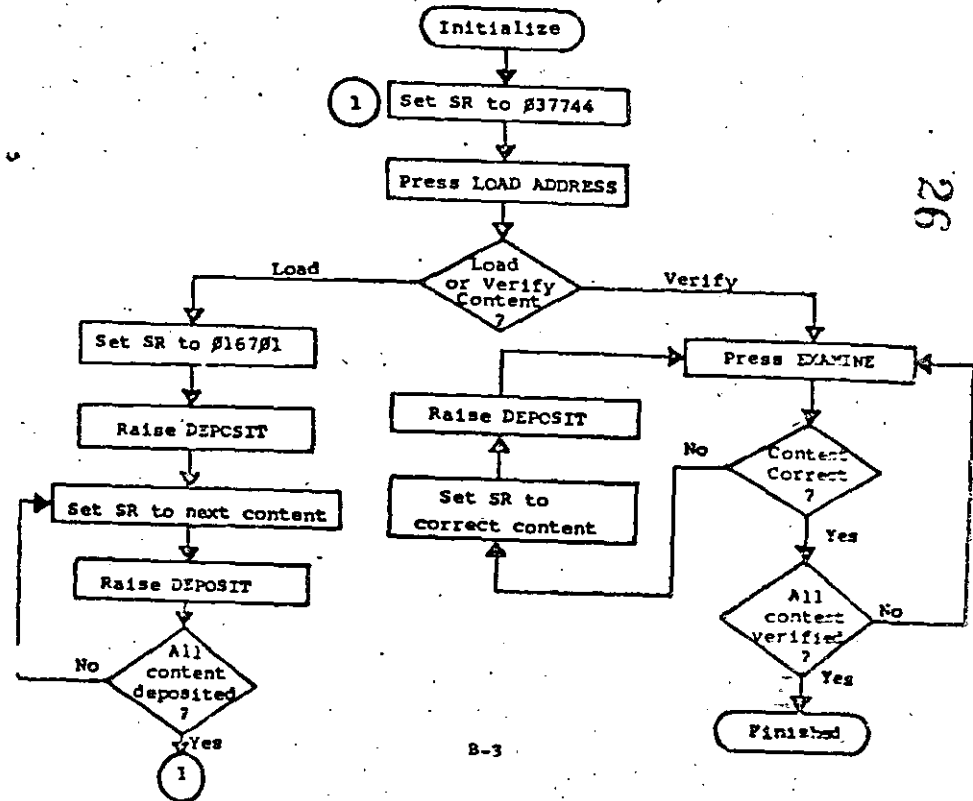 Initialize
1
Set SR to Ø37744
Press LOAD ADDRESS
26
Load
or Verify
Content
?
Load
Verify
Set SR to Ø167Ø1
Raise DEPOSIT
Set SR to next content
Raise DEPOSIT
All
content
deposited
?
No
Yes
1
Press EXAMINE
Raise DEPOSIT
Set SR to
correct content
Content
Correct
?
No
Yes
All
content
verified
?
No
Yes
Finished
B-3